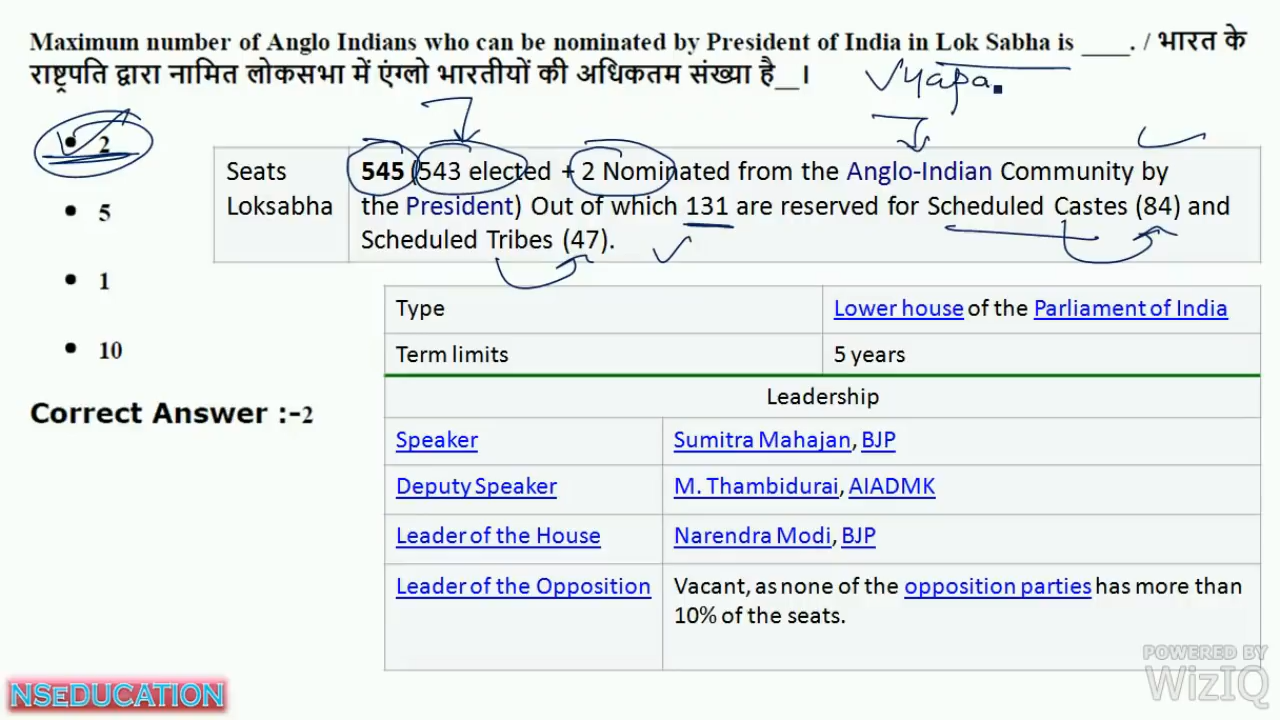 Maximum number of Anglo Indians who can be nominated by President of India in Lok Sabha is ____. / भारत के
राष्ट्रपति द्वारा नामित लोकसभा में एंग्लो भारतीयों की अधिकतम संख्या है__।
Vyapa.
• 2
• 5
• 1
• 10
Correct Answer :-2
Seats
Loksabha
545 (543 elected + 2 Nominated from the Anglo-Indian Community by
the President) Out of which 131 are reserved for Scheduled Castes (84) and
Scheduled Tribes (47).
Type Lower house of the Parliament of India
Term limits 5 years
Leadership
Speaker Sumitra Mahajan, BJP
Deputy Speaker M. Thambidurai, AIADMK
Leader of the House Narendra Modi, BJP
Leader of the Opposition Vacant, as none of the opposition parties has more than
10% of the seats.
NSEDUCATION
POWERED BY
WizIQ